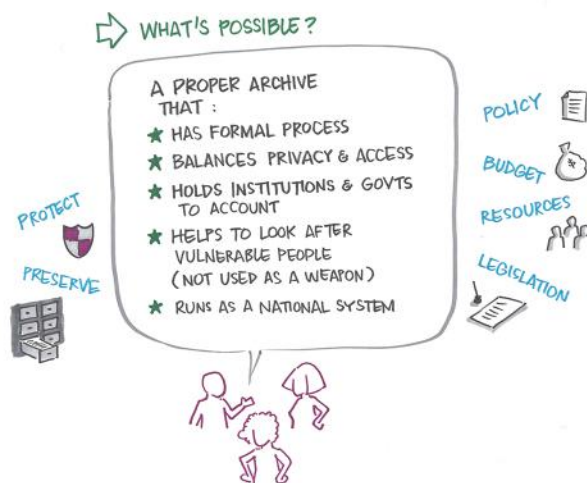 WHAT'S POSSIBLE?
A PROPER ARCHIVE
THAT :
HAS FORMAL PROCESS
BALANCES PRIVACY & ACCESS
HOLDS INSTITUTIONS & GOVTS
TO ACCOUNT
HELPS TO LOOK AFTER
VULNERABLE PEOPLE
(NOT USED AS A WEAPON)
RUNS AS A NATIONAL SYSTEM
PROTECT
PRESERVE
POLICY
BUDGET
RESOURCES
LEGISLATION